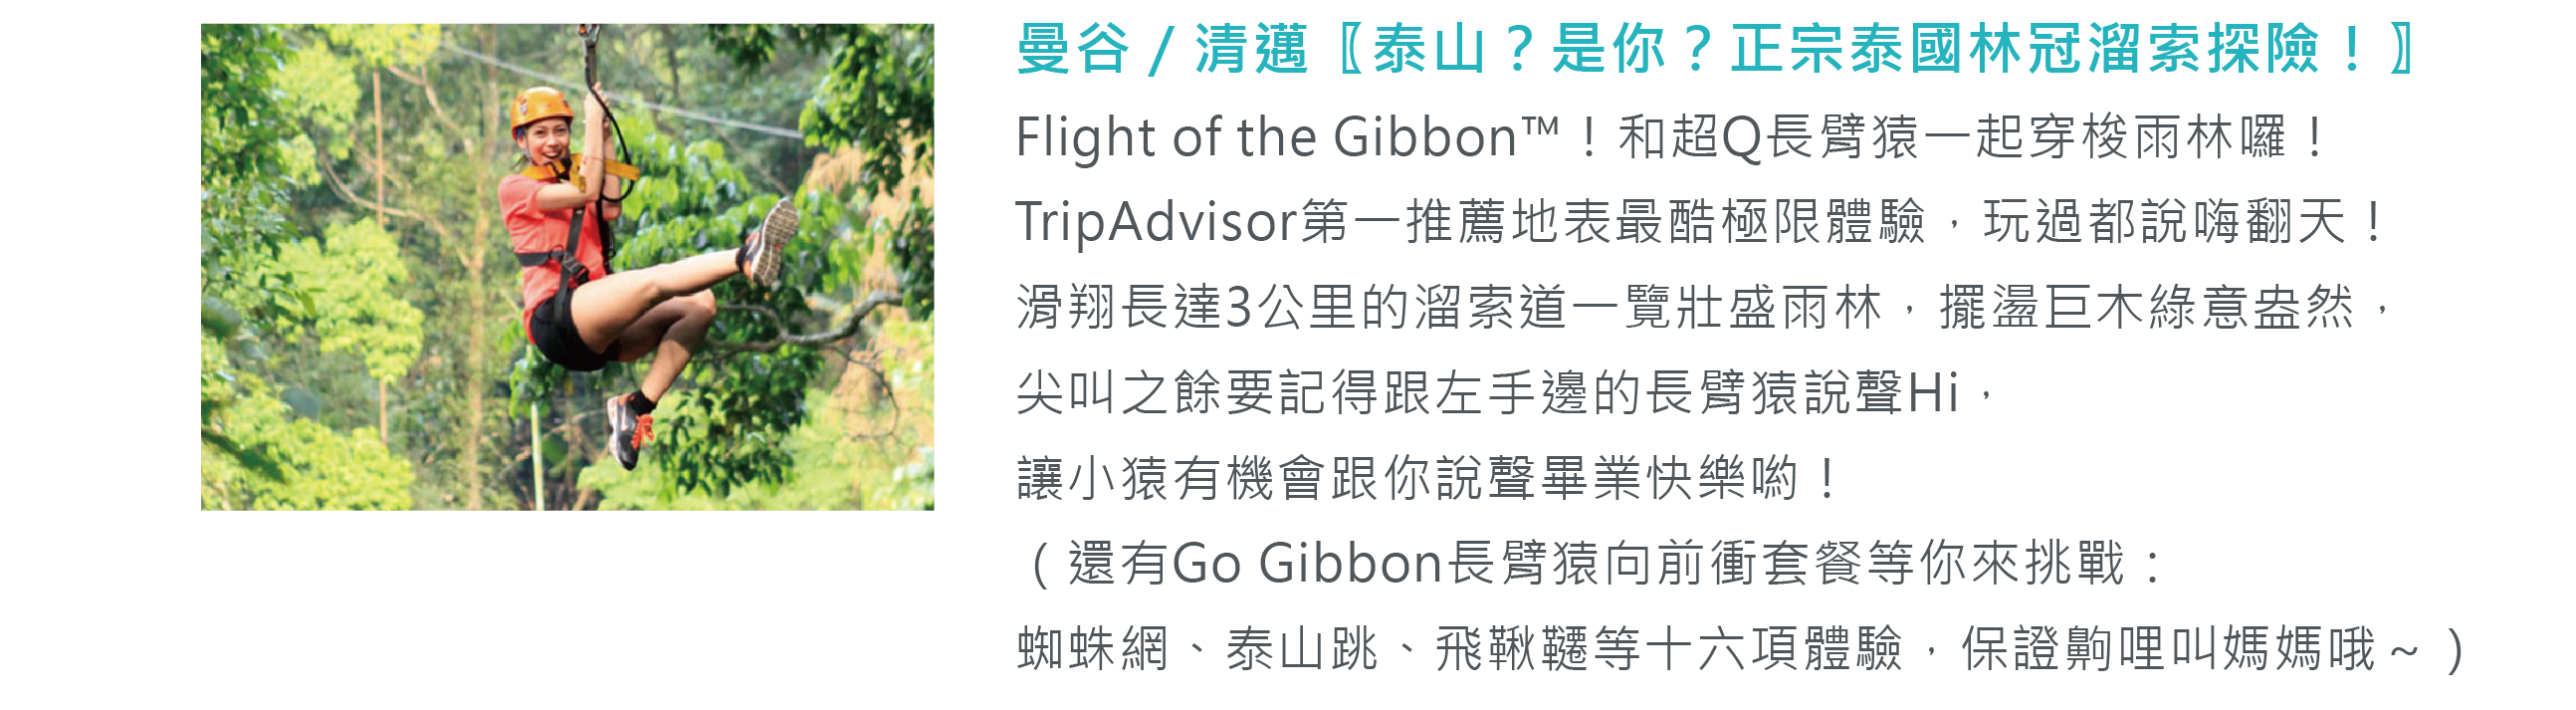 曼谷 / 清邁〖泰山？是你？正宗泰國林冠溜索探險！〗
Flight of the Gibbon™！和超Q長臂猿一起穿梭雨林囉！
TripAdvisor第一推薦地表最酷極限體驗，玩過都說嗨翻天！
滑翔長達3公里的溜索道一覽壯盛雨林，擺盪巨木綠意盎然，
尖叫之餘要記得跟左手邊的長臂猿說聲Hi，
讓小猿有機會跟你說聲畢業快樂喲！
（還有Go Gibbon長臂猿向前衝套餐等你來挑戰：
蜘蛛網、泰山跳、飛鞦韆等十六項體驗，保證齁哩叫媽媽哦～）